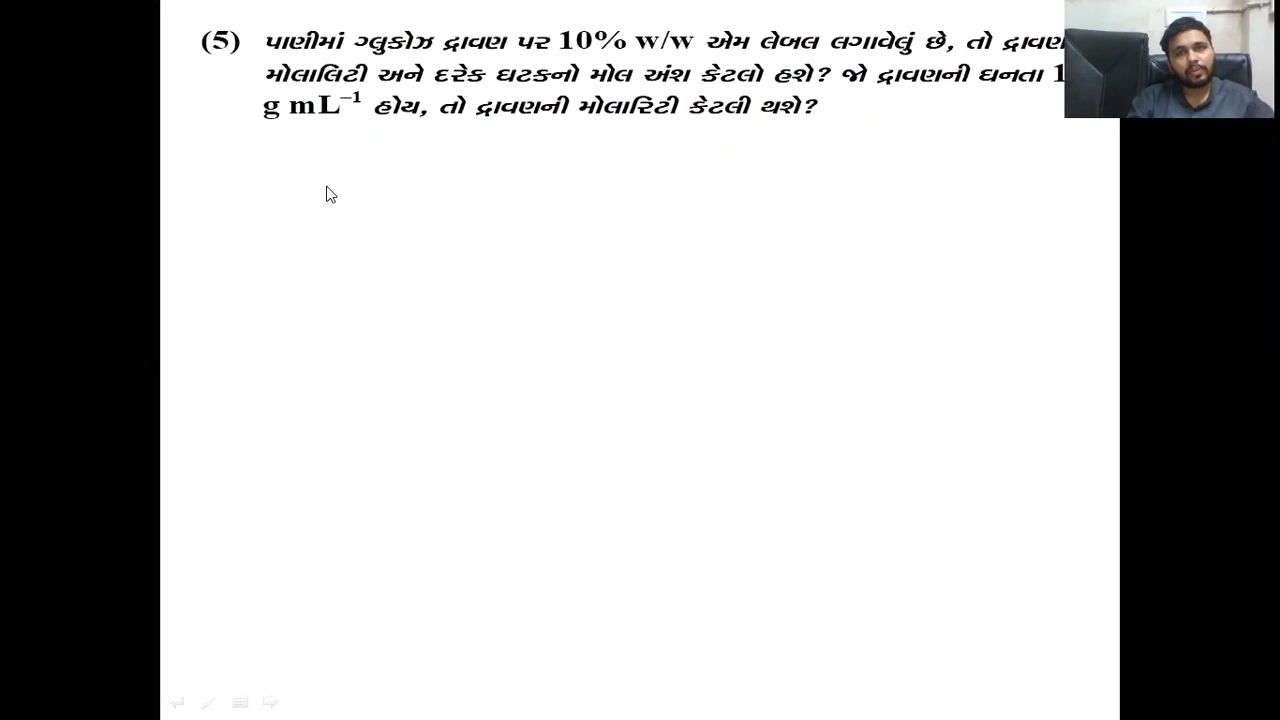 (5) પાણીમાં ગ્લુકોઝ દ્રાવણ પર 10% w/w એમ લેબલ લગાવેલું છે, તો દ્રાવણ
મોલાલિટી અને દરેક ઘટકનો મોલ અંશ કેટલો હશે? જો દ્રાવણની ઘનતા 1
g mL⁻¹ હોય, તો દ્રાવણની મોલારિટી કેટલી થશે?